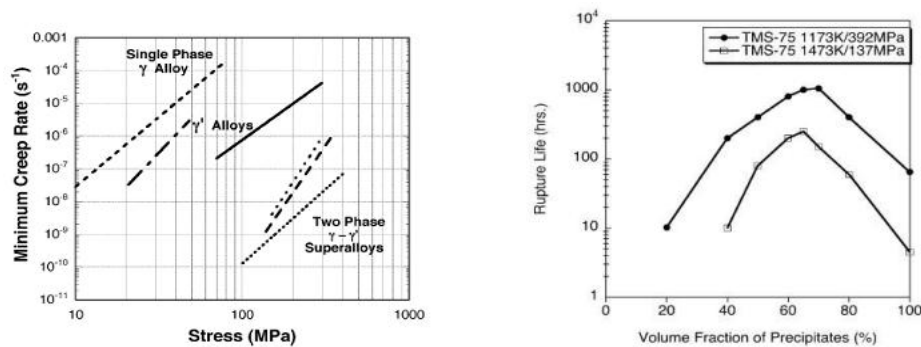 0.001
10⁻⁴
10⁻⁵
10⁻⁶
10⁻⁷
10⁻⁸
10⁻⁹
10⁻¹⁰
10⁻¹¹
Minimum Creep Rate (s⁻¹)
Single Phase
γ Alloy
γ' Alloys
Two Phase
γ – γ'
Superalloys
10
100
1000
Stress (MPa)
10⁴
1000
100
10
1
Rupture Life (hrs.)
TMS-75 1173K/392MPa
TMS-75 1473K/137MPa
0
20
40
60
80
100
Volume Fraction of Precipitates (%)